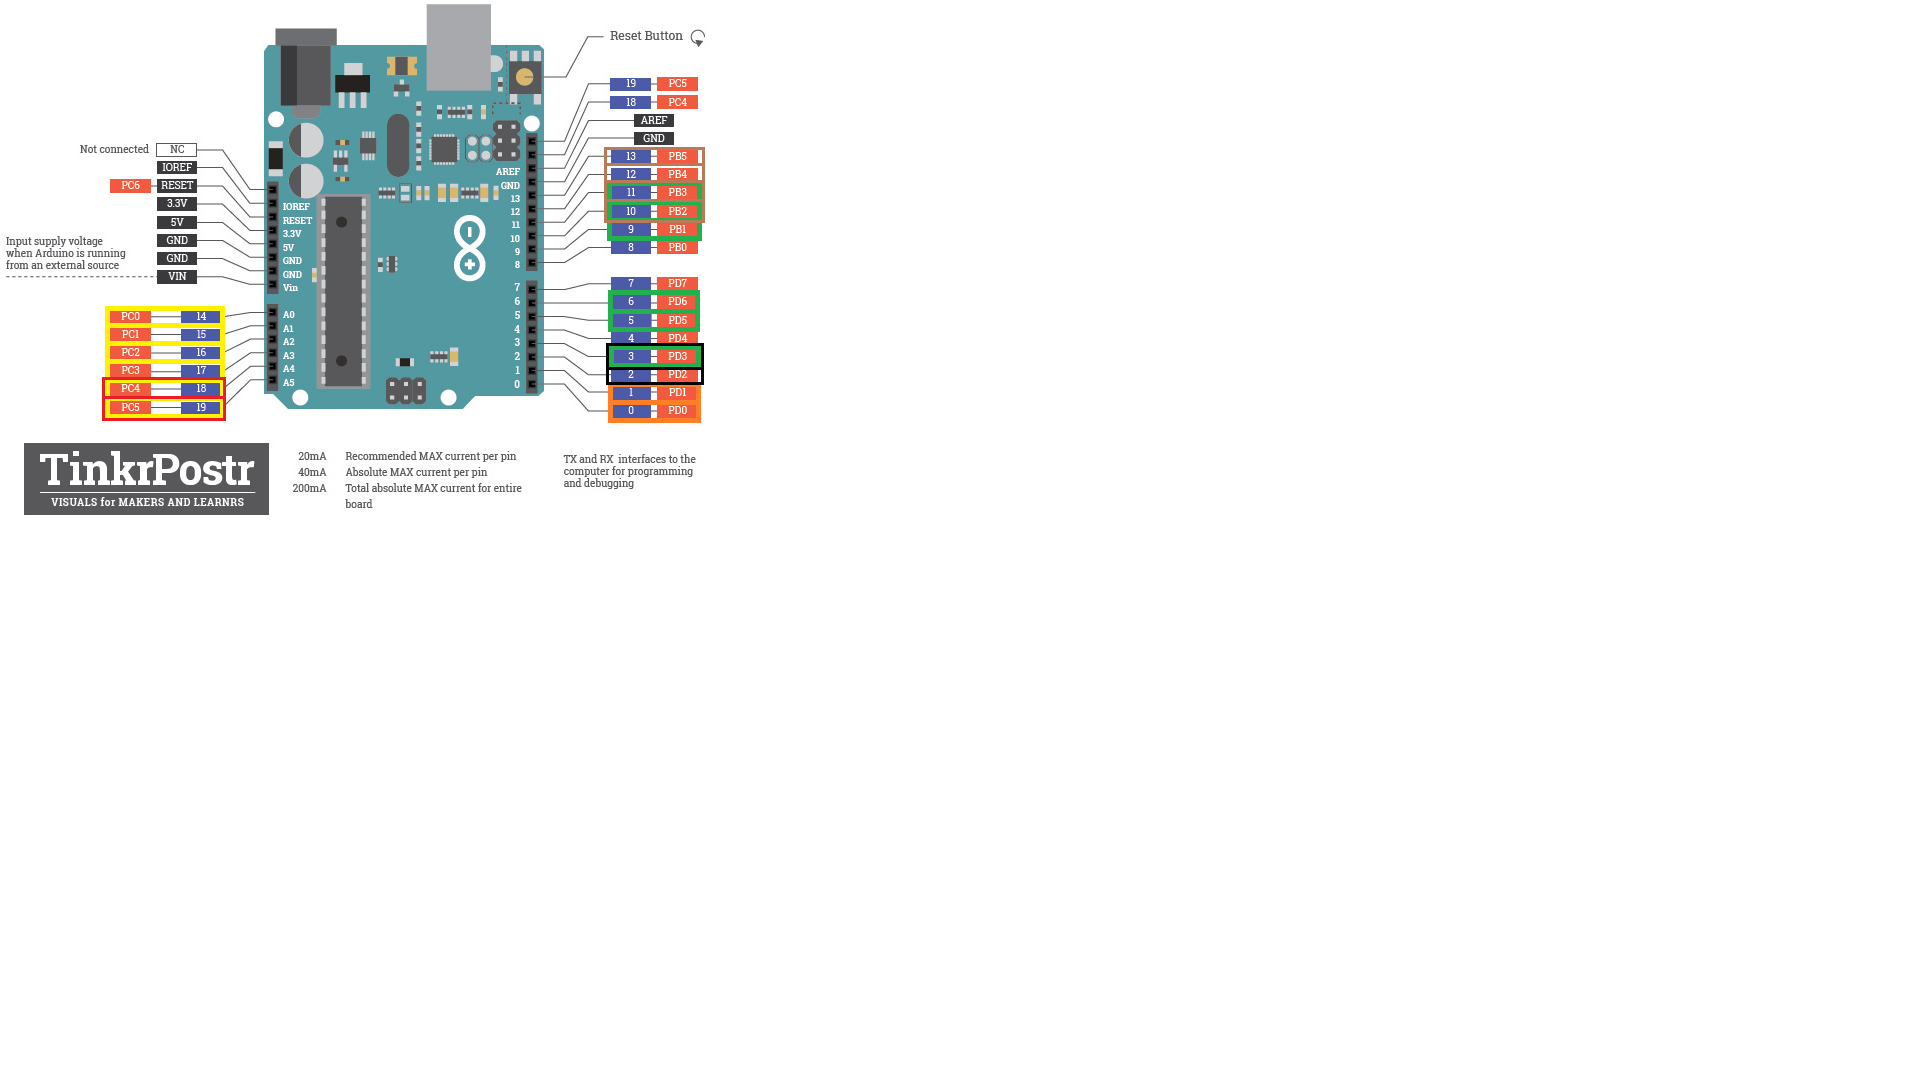 Reset Button
19 PC5
18 PC4
AREF
GND
13 PB5
12 PB4
11 PB3
10 PB2
9 PB1
8 PB0
7 PD7
6 PD6
5 PD5
4 PD4
3 PD3
2 PD2
1 PD1
0 PD0
Not connected NC
IOREF
PC6 RESET
3.3V
5V
GND
GND
VIN
Input supply voltage
when Arduino is running
from an external source
PC0 14
PC1 15
PC2 16
PC3 17
PC4 18
PC5 19
IOREF
RESET
3.3V
5V
GND
GND
Vin
A0
A1
A2
A3
A4
A5
AREF
GND
13
12
11
10
9
8
7
6
5
4
3
2
1
0
TinkrPostr
VISUALS for MAKERS AND LEARNRS
20mA Recommended MAX current per pin
40mA Absolute MAX current per pin
200mA Total absolute MAX current for entire
board
TX and RX interfaces to the
computer for programming
and debugging